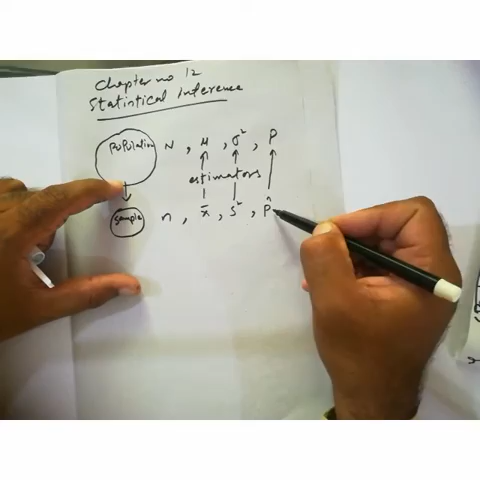 Chapter no 12
Statistical inference
Population N , μ , σ² , P
estimators
Sample n , x̄ , s² , p̂